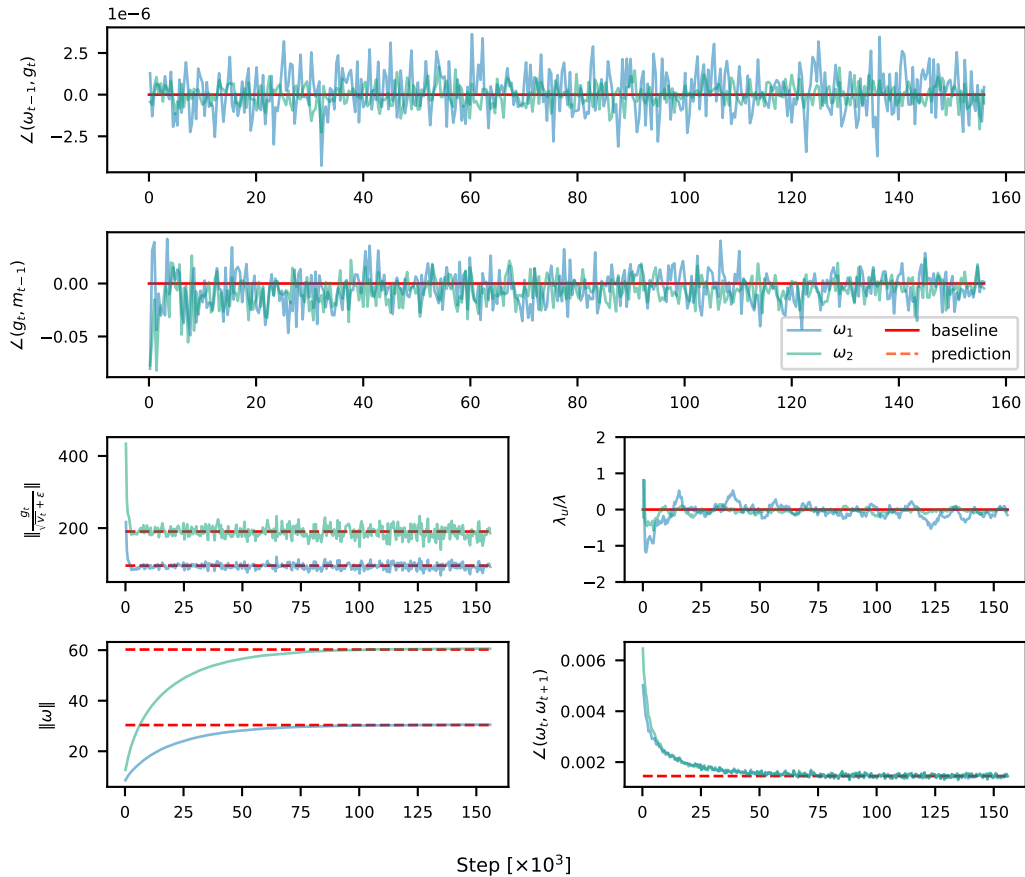 1e−6
∠(ω_{t−1}, g_t)
2.5
0.0
−2.5
0 20 40 60 80 100 120 140 160
∠(g_t, m_{t−1})
0.00
−0.05
ω₁ baseline
ω₂ prediction
0 20 40 60 80 100 120 140 160
‖g_t/(√v_t + ε)‖
400
200
0 25 50 75 100 125 150
λ_u/λ
2
1
0
−1
−2
0 25 50 75 100 125 150
‖ω‖
60
40
20
0 25 50 75 100 125 150
∠(ω_t, ω_{t+1})
0.006
0.004
0.002
0 25 50 75 100 125 150
Step [×10³]